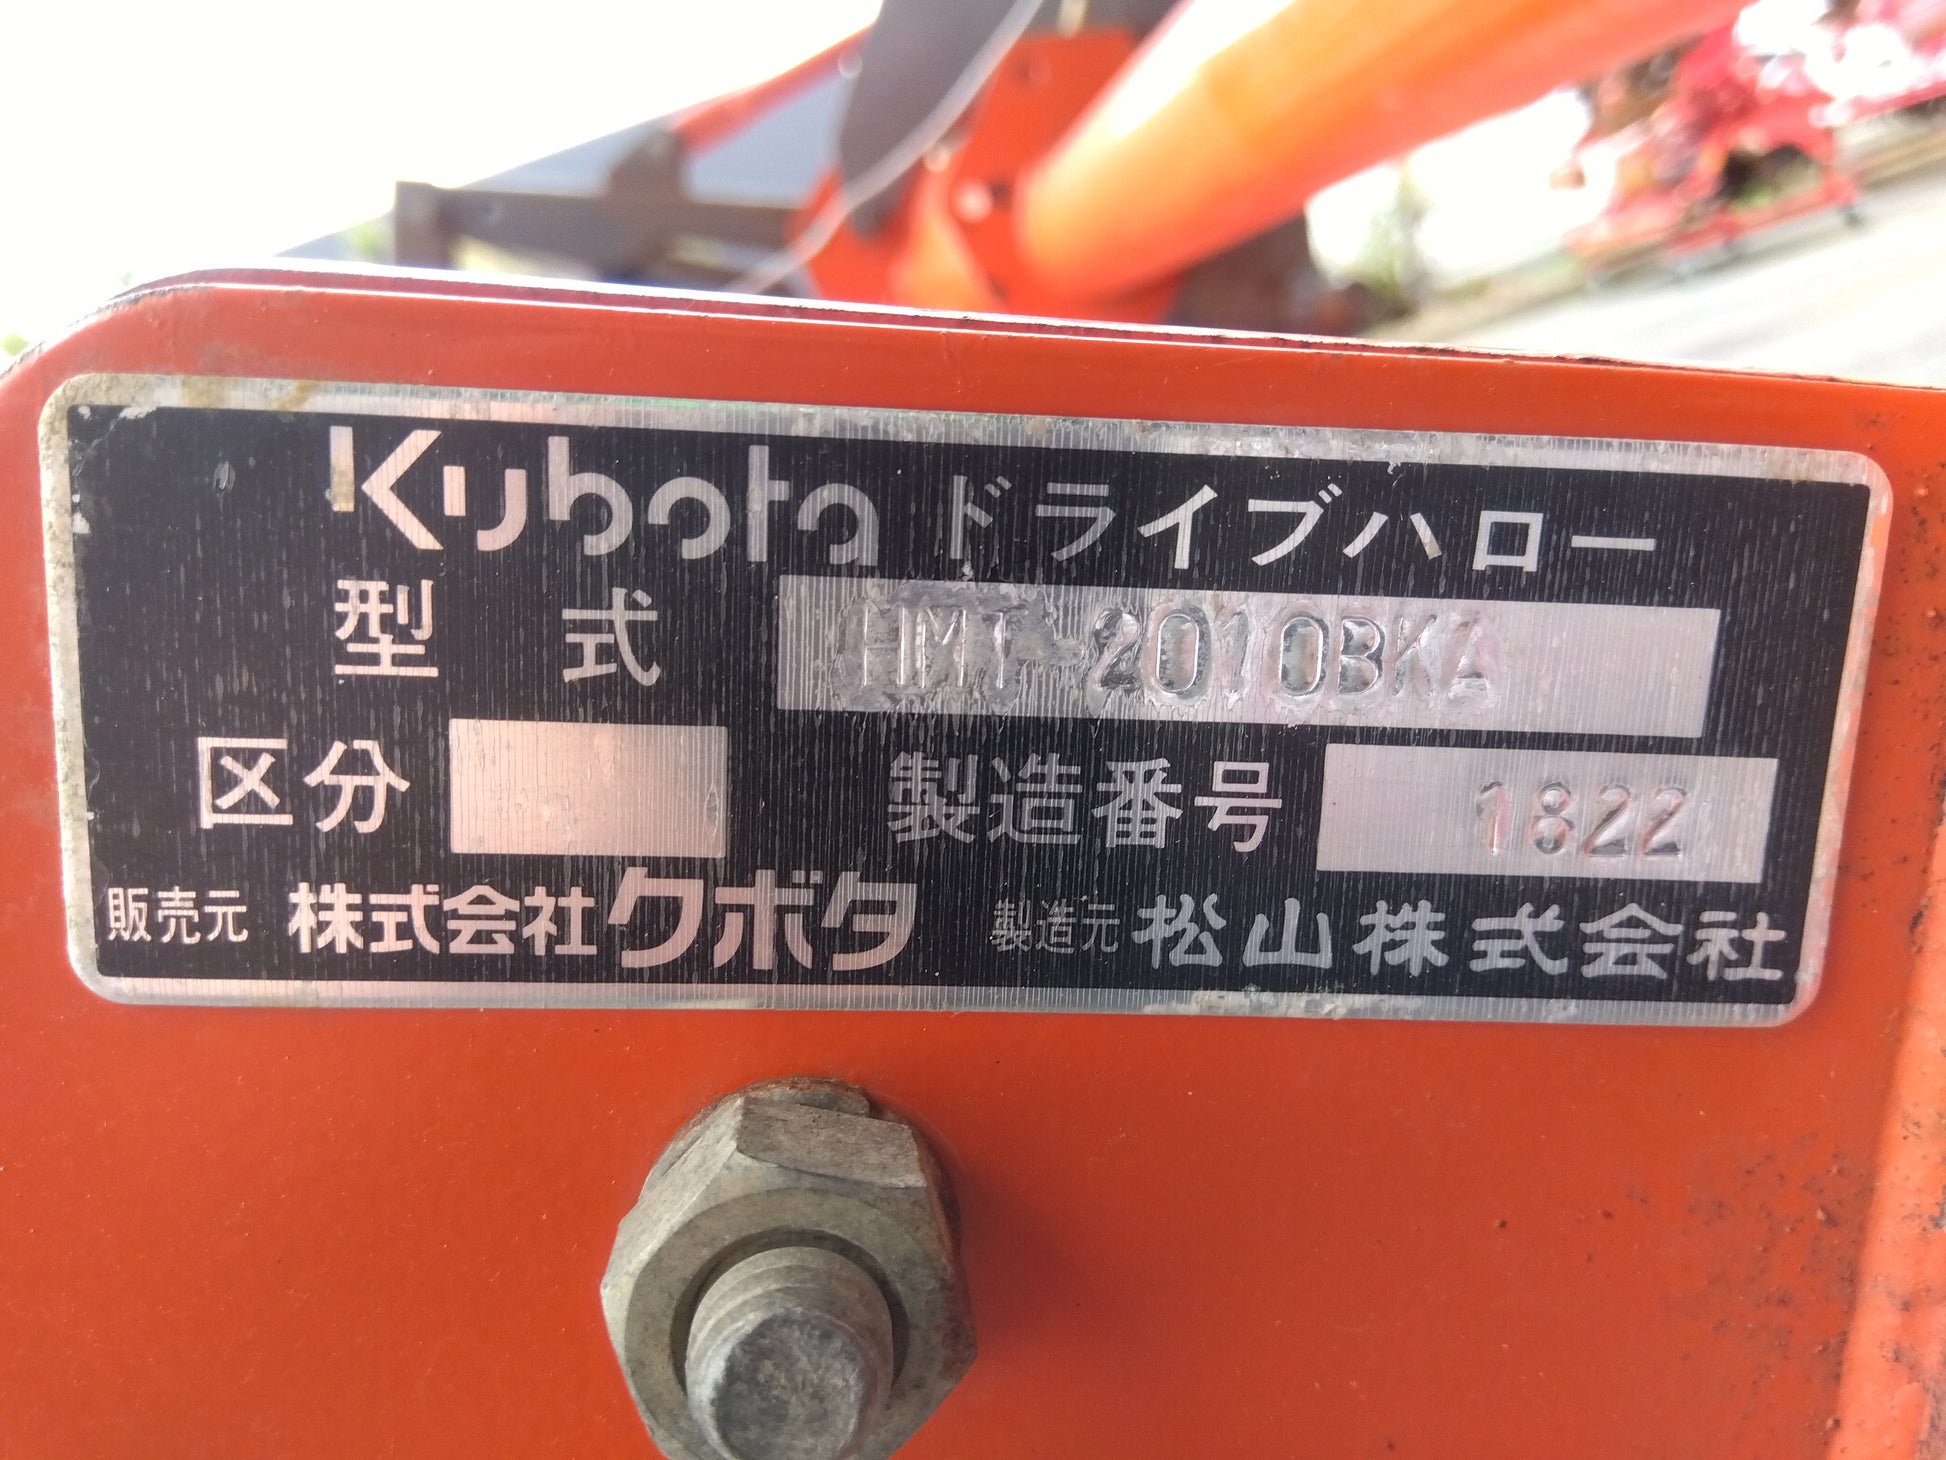 Kubota ドライブハロー
型式 HMT-2010BKA
区分 製造番号 1822
販売元 株式会社クボタ 製造元 松山株式会社